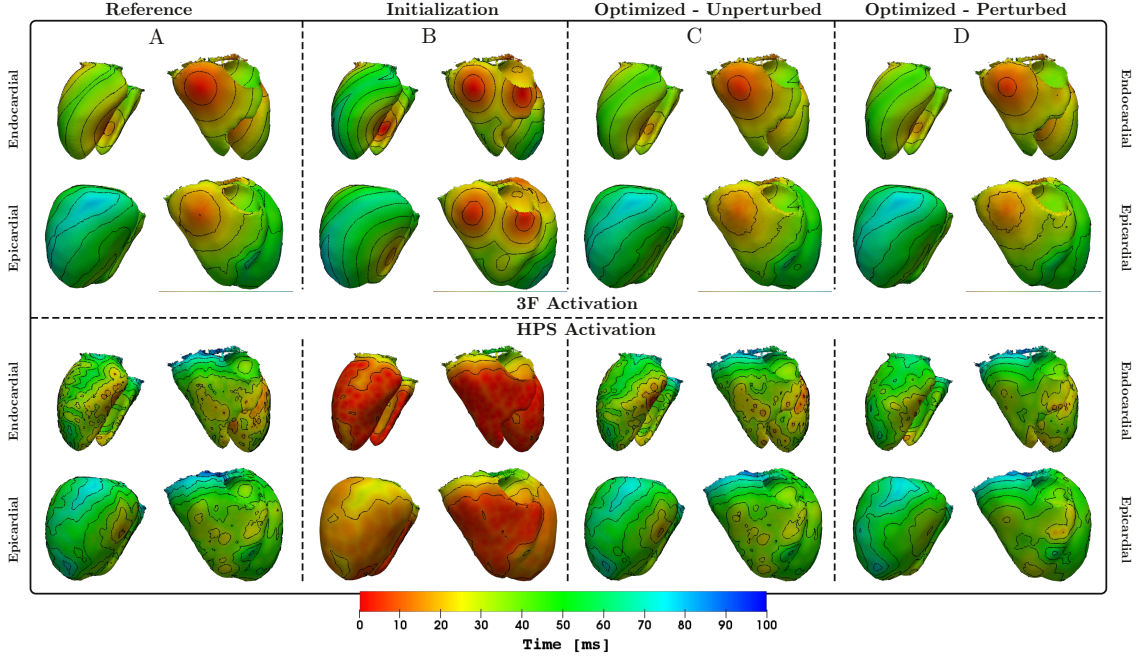 Reference Initialization Optimized - Unperturbed Optimized - Perturbed
A B C D
Endocardial Endocardial
Epicardial Epicardial
3F Activation
HPS Activation
Endocardial Endocardial
Epicardial Epicardial
0 10 20 30 40 50 60 70 80 90 100
Time [ms]